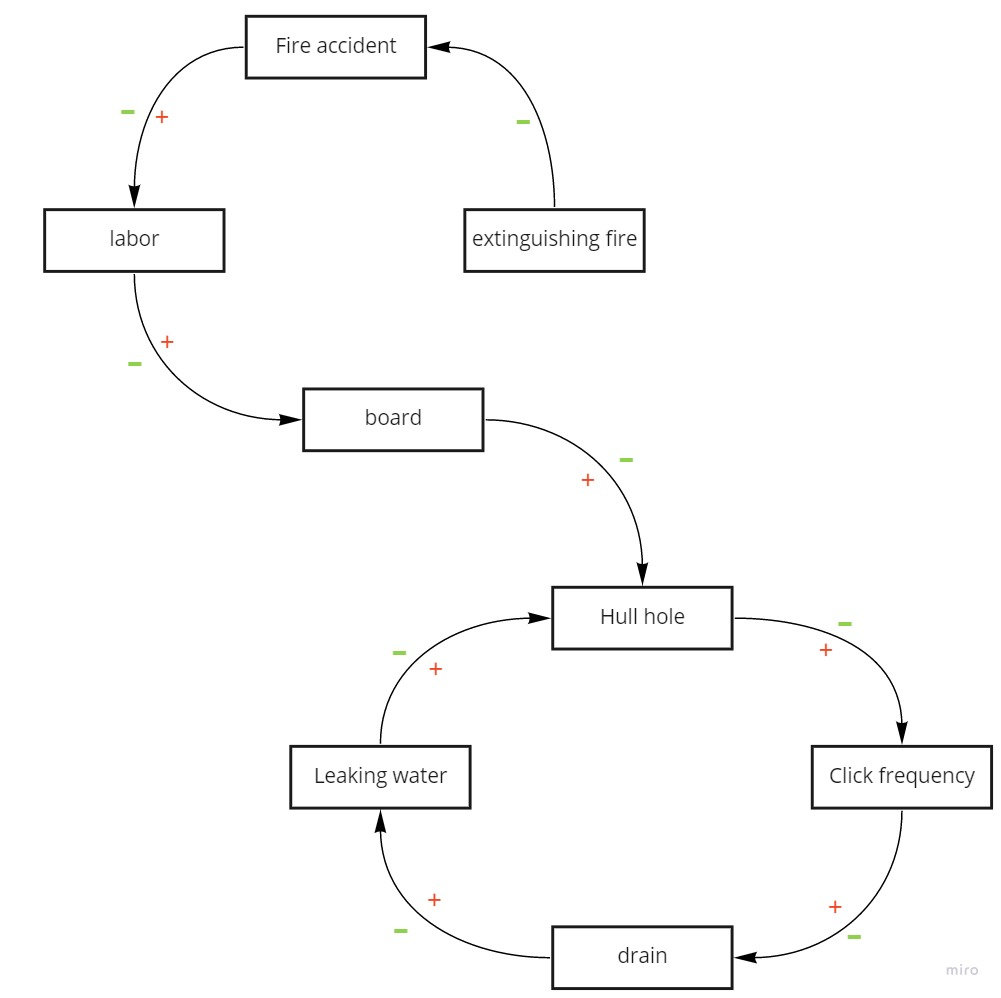 Fire accident
- +
-
labor
extinguishing fire
+
-
board
-
+
Hull hole
-
+
-
+
Leaking water
Click frequency
+
-
+
-
drain
miro